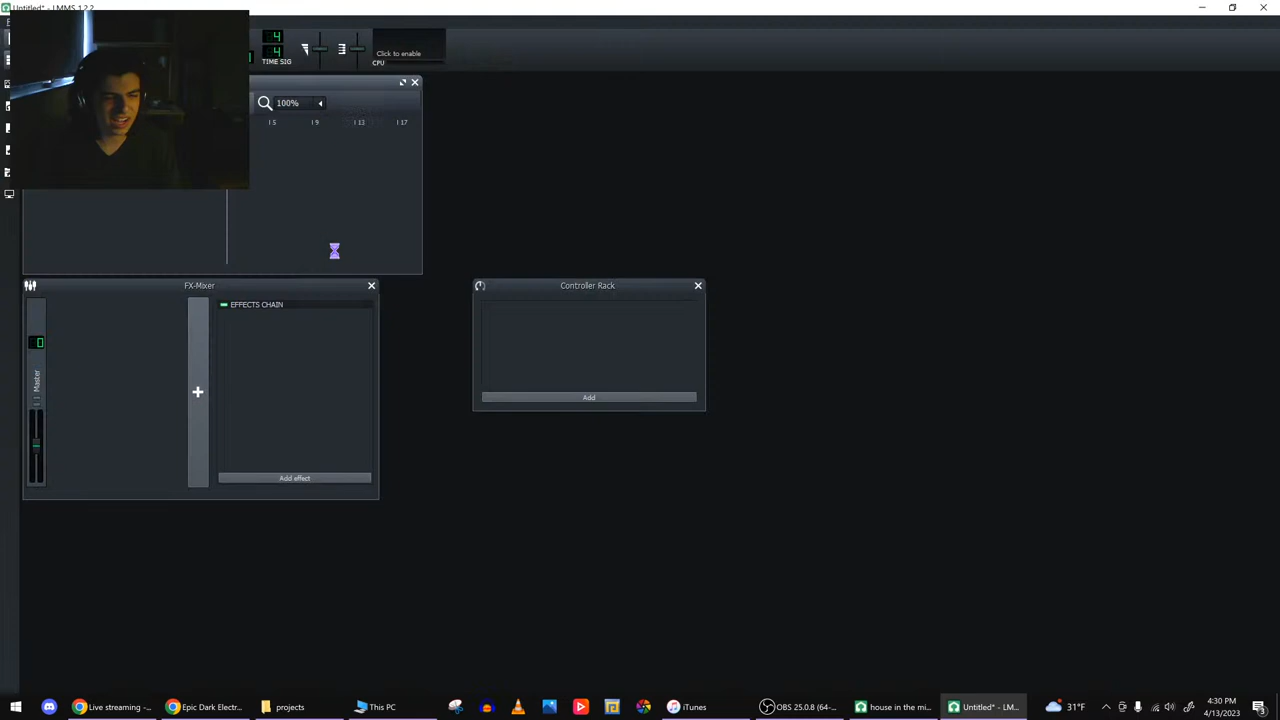 Untitled* - LMMS 1.2.2
4
4
TIME SIG
Click to enable
CPU
100%
5
9
13
17
FX-Mixer
EFFECTS CHAIN
0
Master
Add effect
Controller Rack
Add
Live streaming -...
Epic Dark Electr...
projects
This PC
iTunes
OBS 25.0.8 (64-...
house in the mi...
Untitled* - LM...
31°F
4:30 PM
4/13/2023